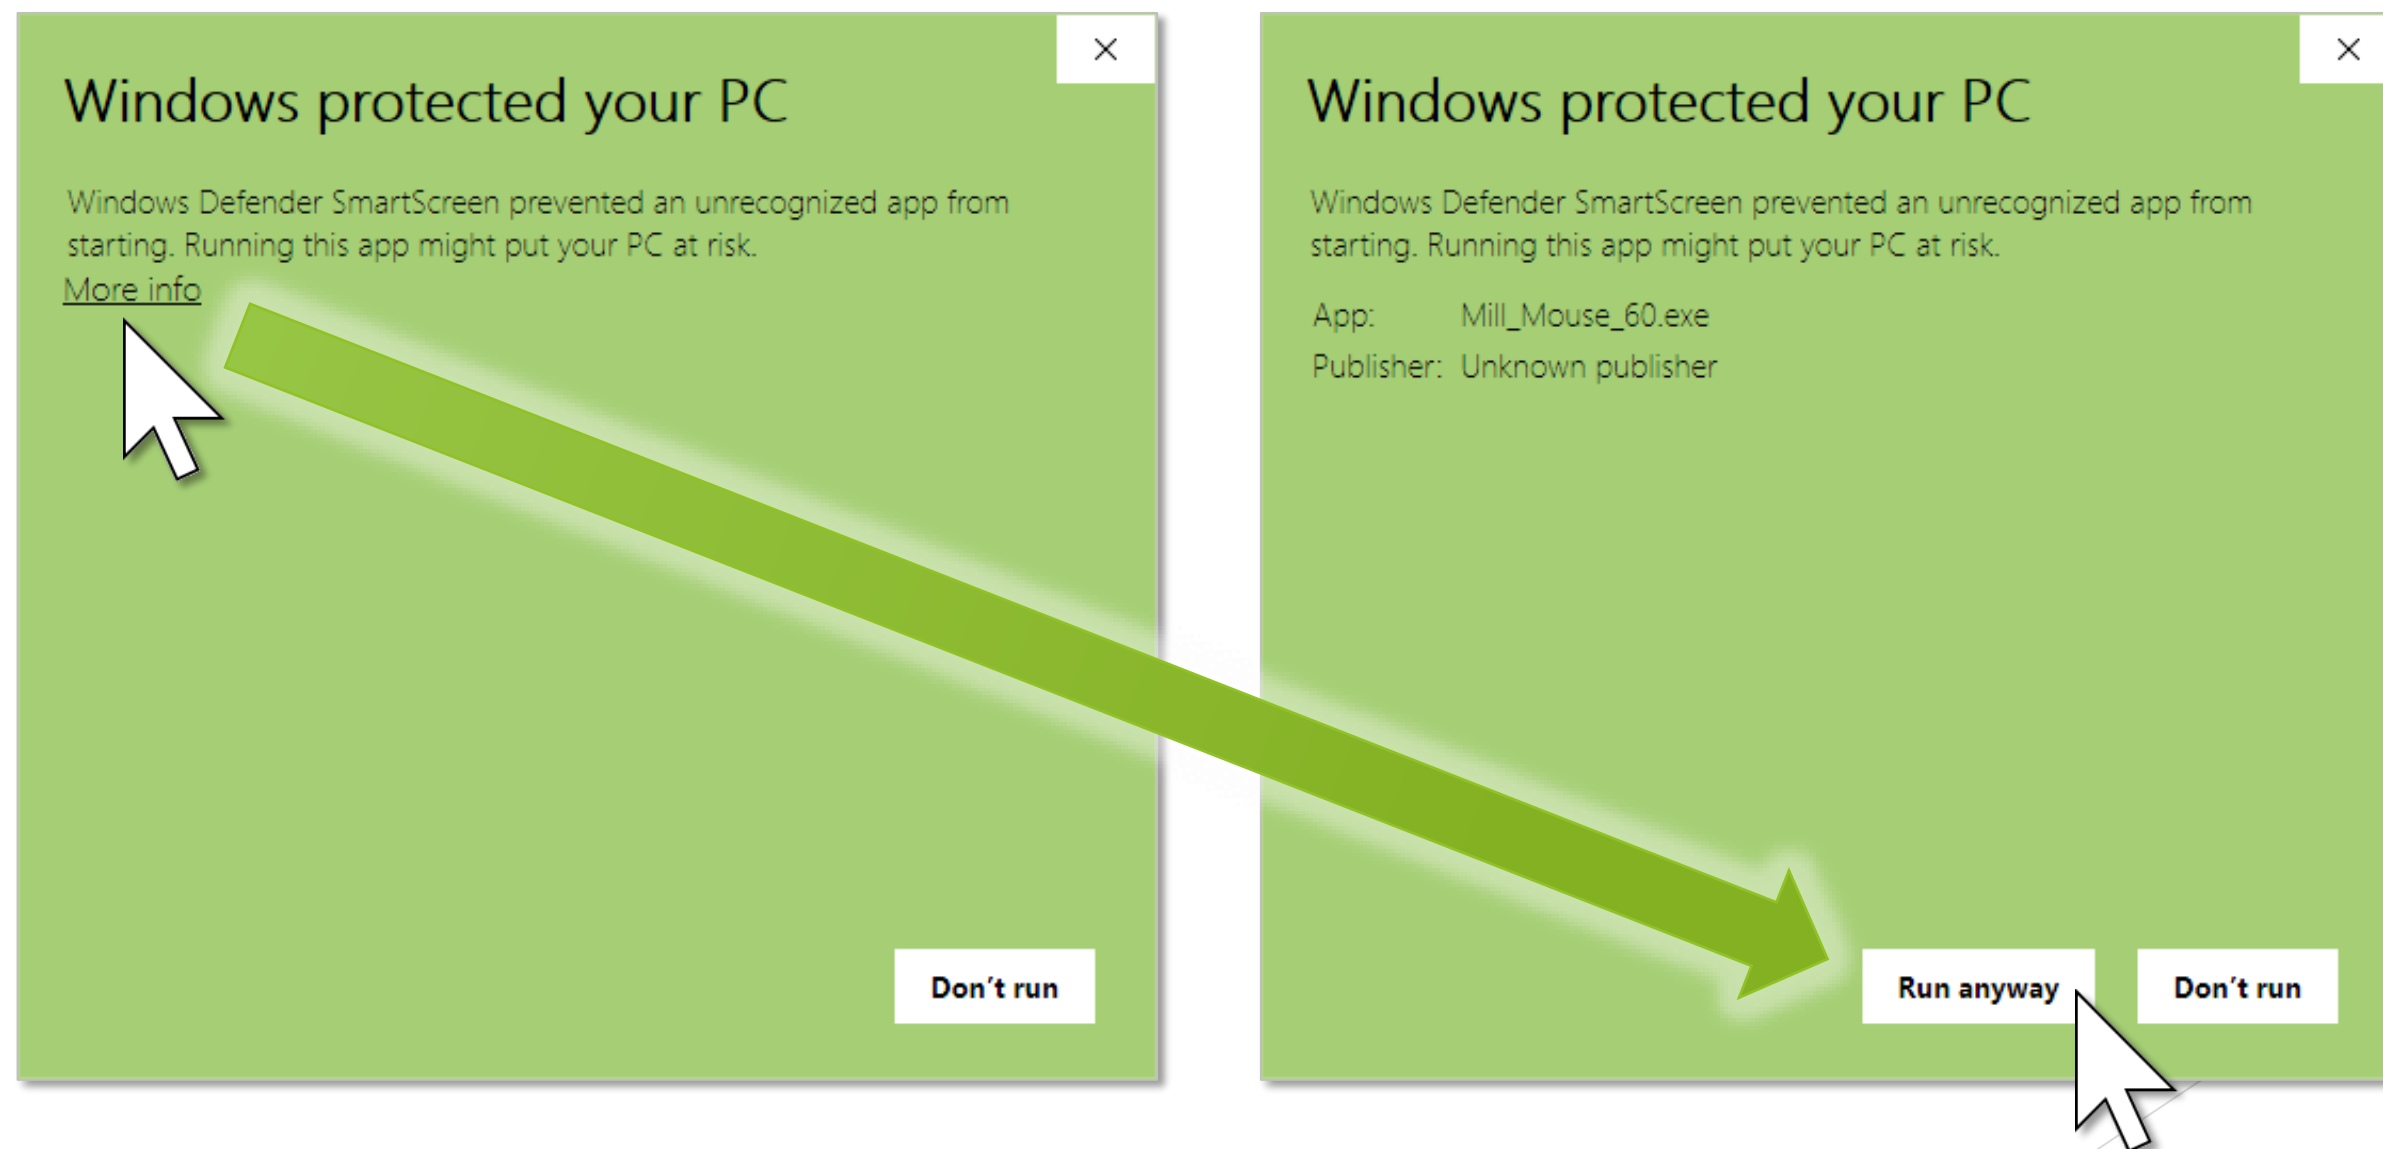 Windows protected your PC
Windows Defender SmartScreen prevented an unrecognized app from
starting. Running this app might put your PC at risk.
More info
Don't run
Windows protected your PC
Windows Defender SmartScreen prevented an unrecognized app from
starting. Running this app might put your PC at risk.
App: Mill_Mouse_60.exe
Publisher: Unknown publisher
Run anyway Don't run